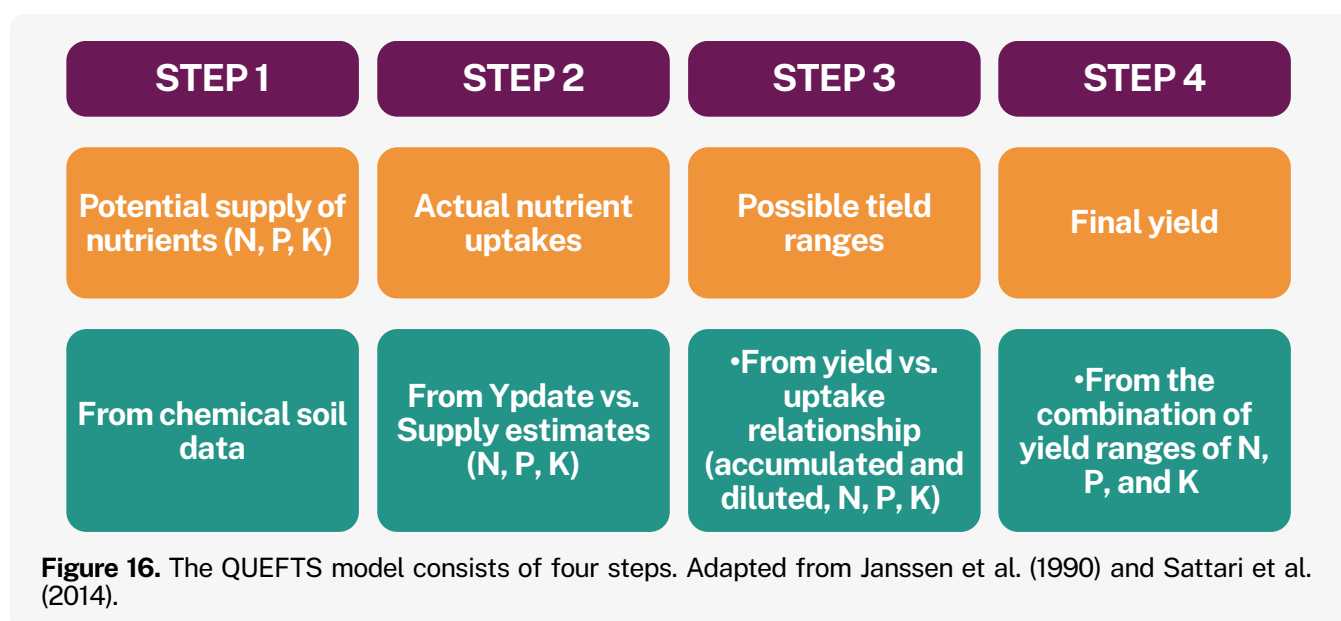 STEP 1
STEP 2
STEP 3
STEP 4
Potential supply of
nutrients (N, P, K)
Actual nutrient
uptakes
Possible tield
ranges
Final yield
From chemical soil
data
From Ypdate vs.
Supply estimates
(N, P, K)
•From yield vs.
uptake
relationship
(accumulated and
diluted, N, P, K)
•From the
combination of
yield ranges of N,
P, and K
Figure 16. The QUEFTS model consists of four steps. Adapted from Janssen et al. (1990) and Sattari et al.
(2014).